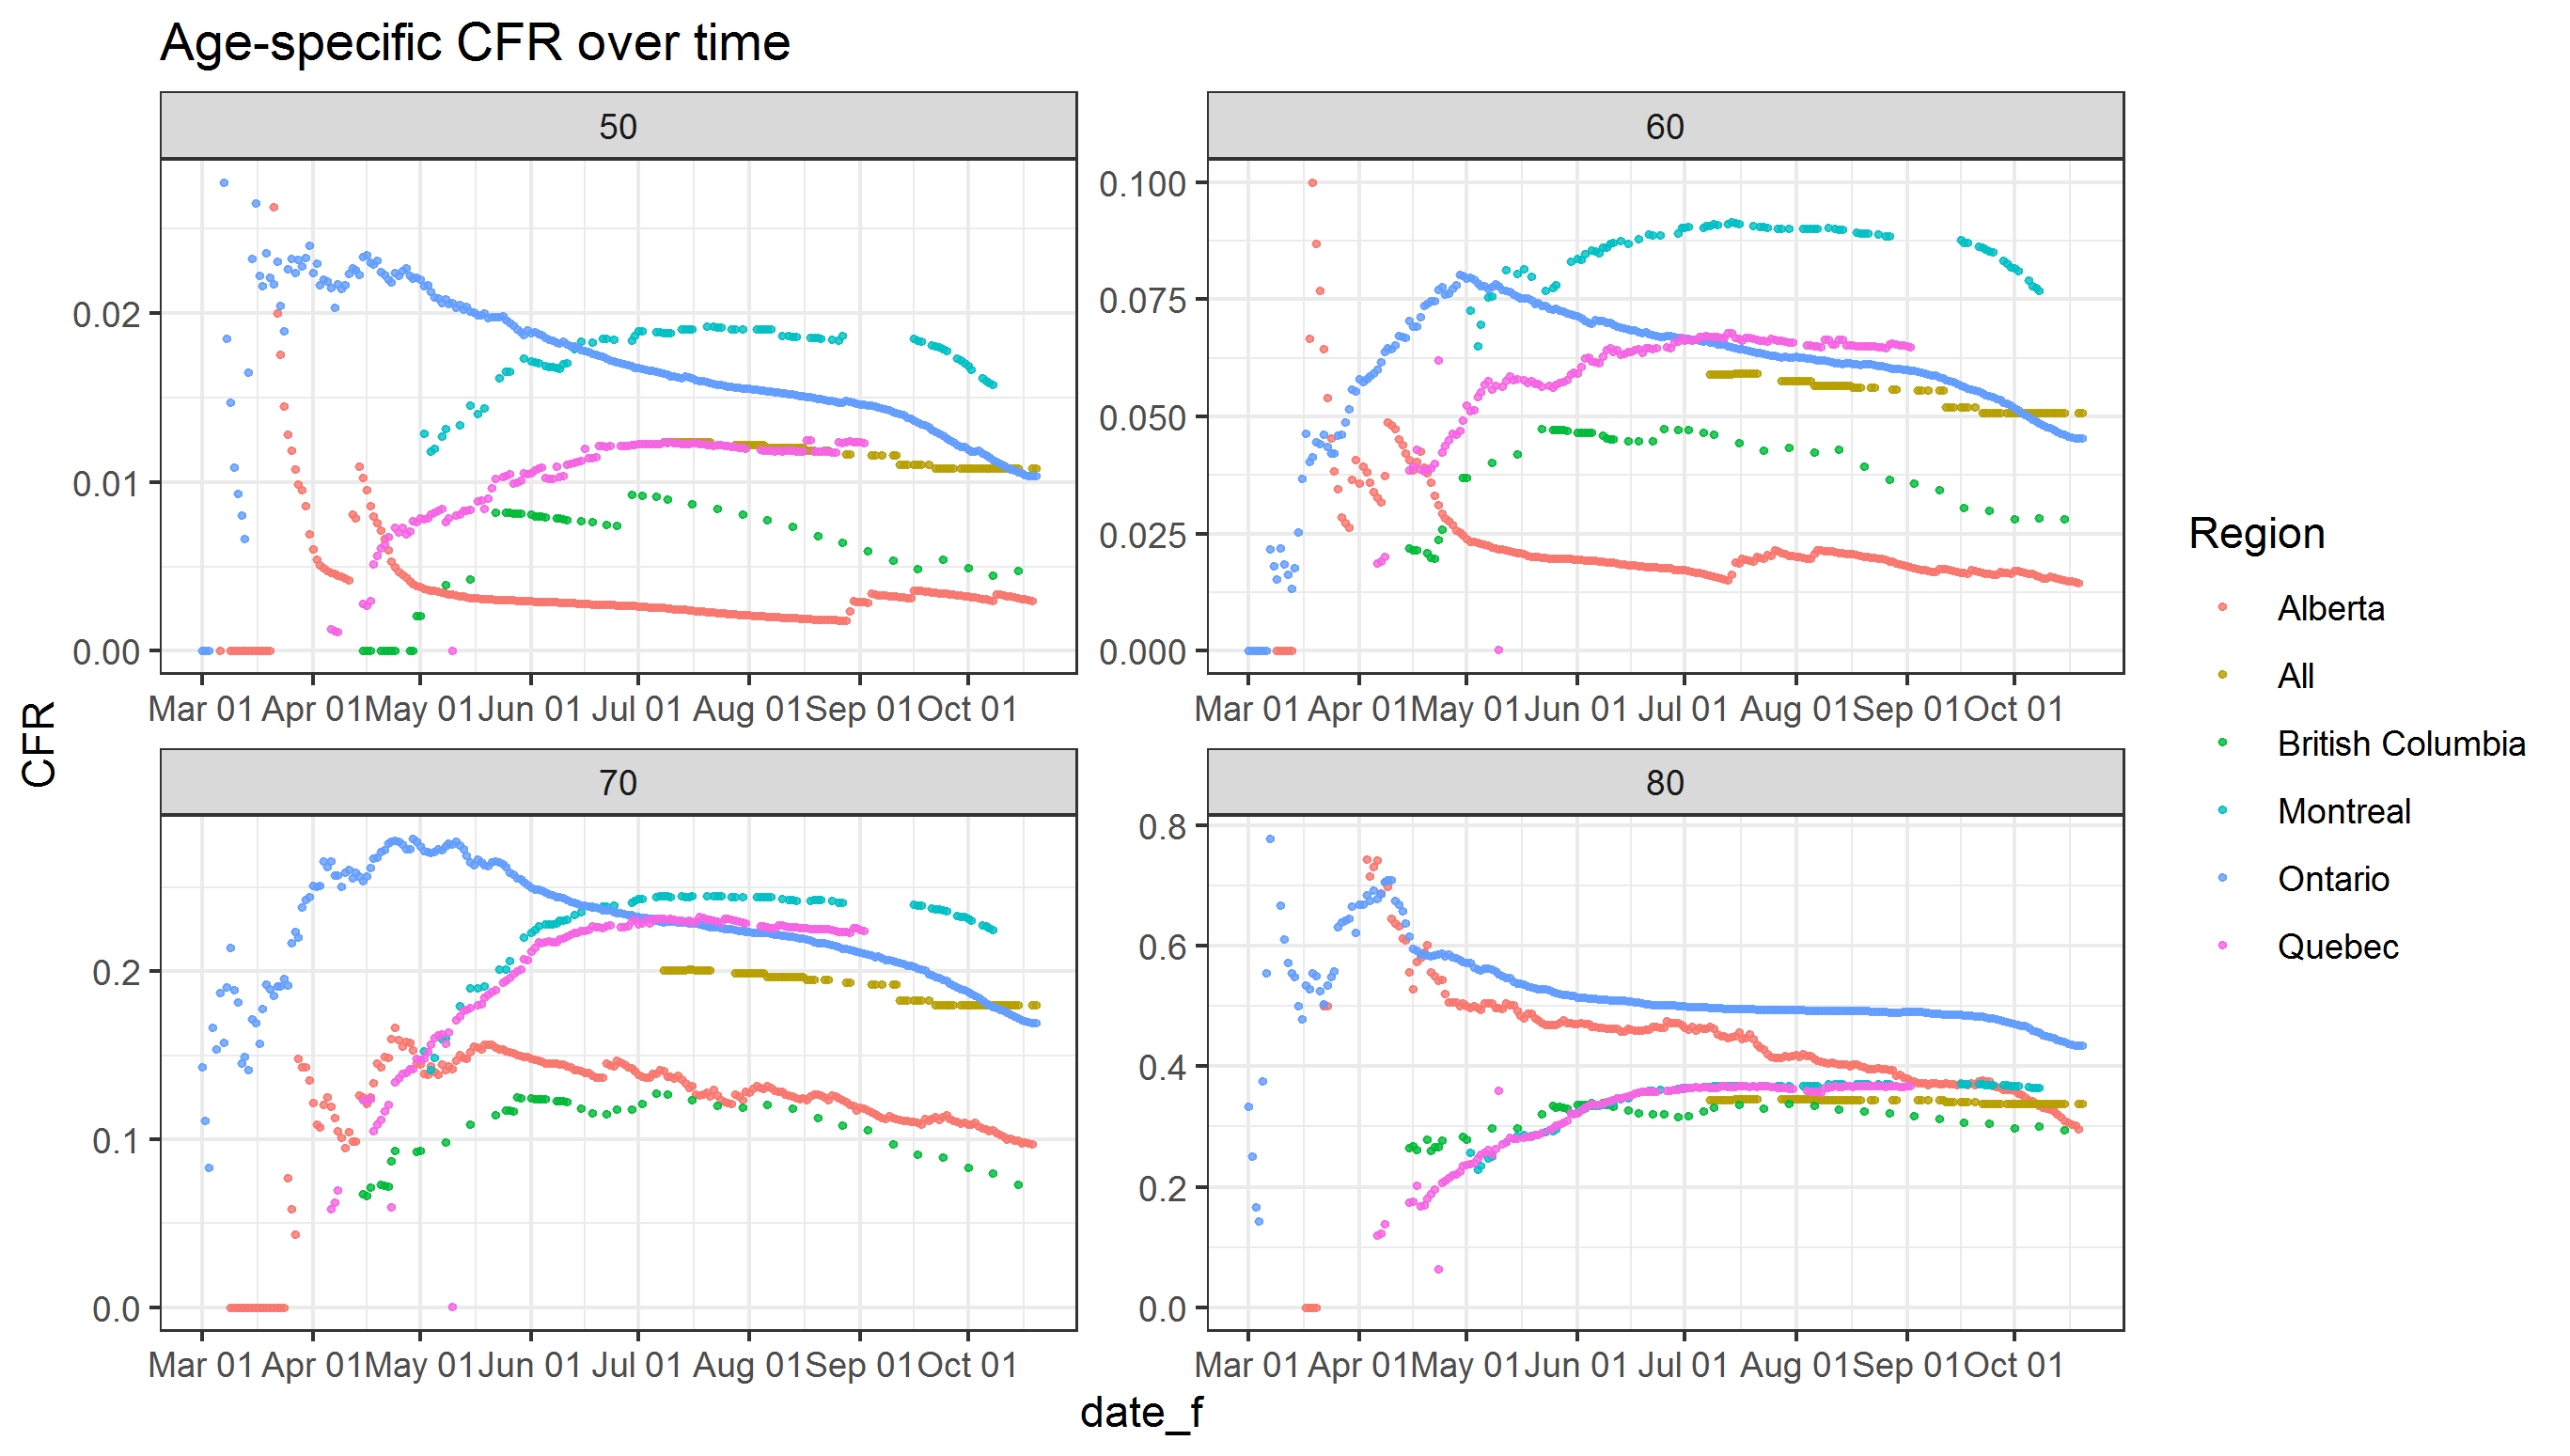 Age-specific CFR over time
50
60
0.02
0.01
0.00
0.100
0.075
0.050
0.025
0.000
Mar 01 Apr 01 May 01 Jun 01 Jul 01 Aug 01 Sep 01 Oct 01
Mar 01 Apr 01 May 01 Jun 01 Jul 01 Aug 01 Sep 01 Oct 01
CFR
70
80
0.2
0.1
0.0
0.8
0.6
0.4
0.2
0.0
Mar 01 Apr 01 May 01 Jun 01 Jul 01 Aug 01 Sep 01 Oct 01
Mar 01 Apr 01 May 01 Jun 01 Jul 01 Aug 01 Sep 01 Oct 01
date_f
Region
Alberta
All
British Columbia
Montreal
Ontario
Quebec